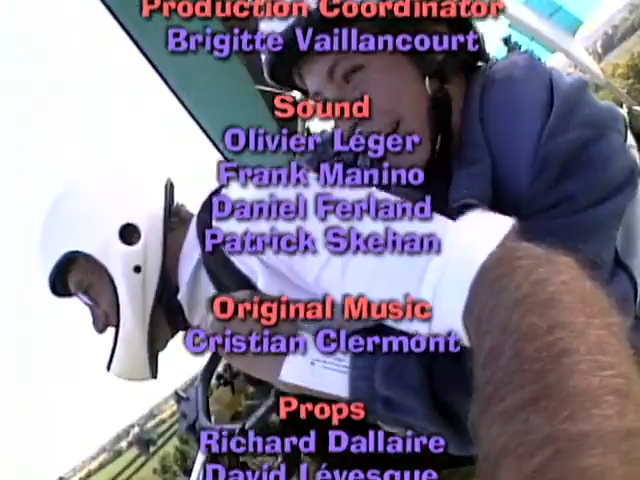 Production Coordinator
Brigitte Vaillancourt
Sound
Olivier Léger
Frank Manino
Daniel Ferland
Patrick Skehan
Original Music
Cristian Clermont
Props
Richard Dallaire
David Lévesque